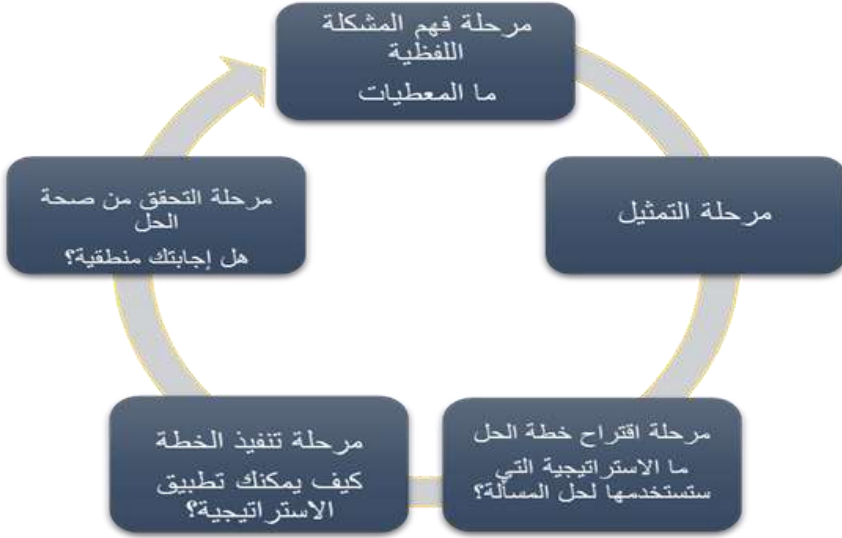 مرحلة فهم المشكلة
اللفظية
ما المعطيات
مرحلة التمثيل
مرحلة اقتراح خطة الحل
ما الاستراتيجية التي
ستستخدمها لحل المسألة؟
مرحلة تنفيذ الخطة
كيف يمكنك تطبيق
الاستراتيجية؟
مرحلة التحقق من صحة
الحل
هل إجابتك منطقية؟